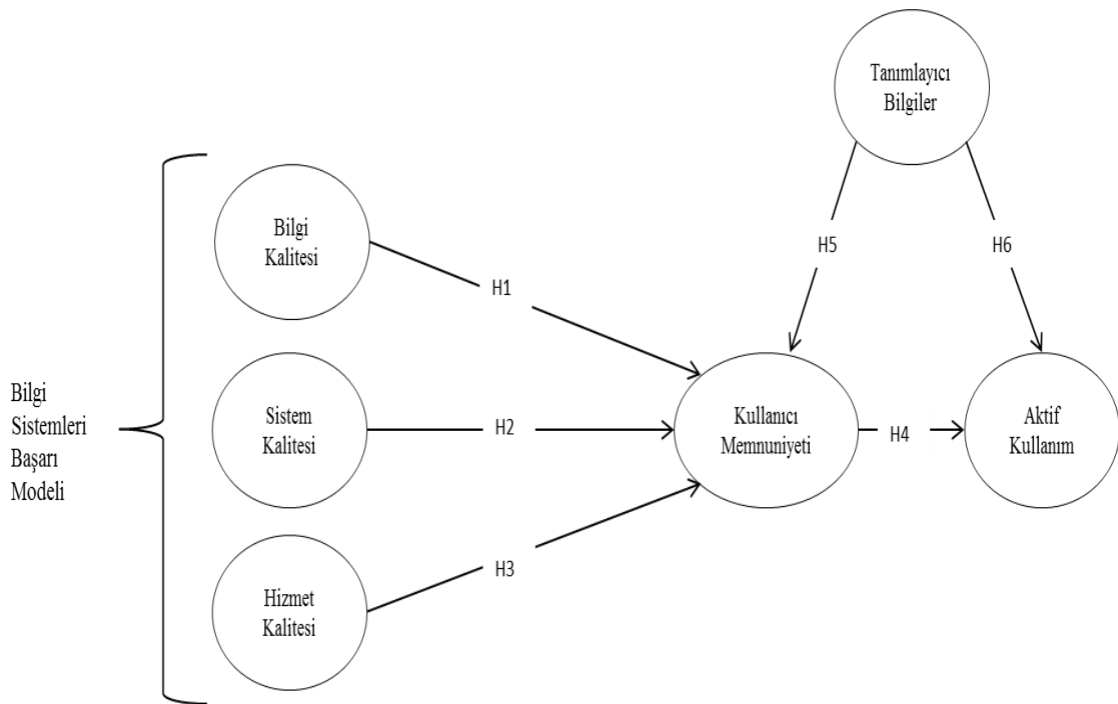 Tanımlayıcı
Bilgiler
Bilgi
Kalitesi
H5
H6
H1
Bilgi
Sistemleri
Başarı
Modeli
Sistem
Kalitesi
H2
Kullanıcı
Memnuniyeti
H4
Aktif
Kullanım
H3
Hizmet
Kalitesi